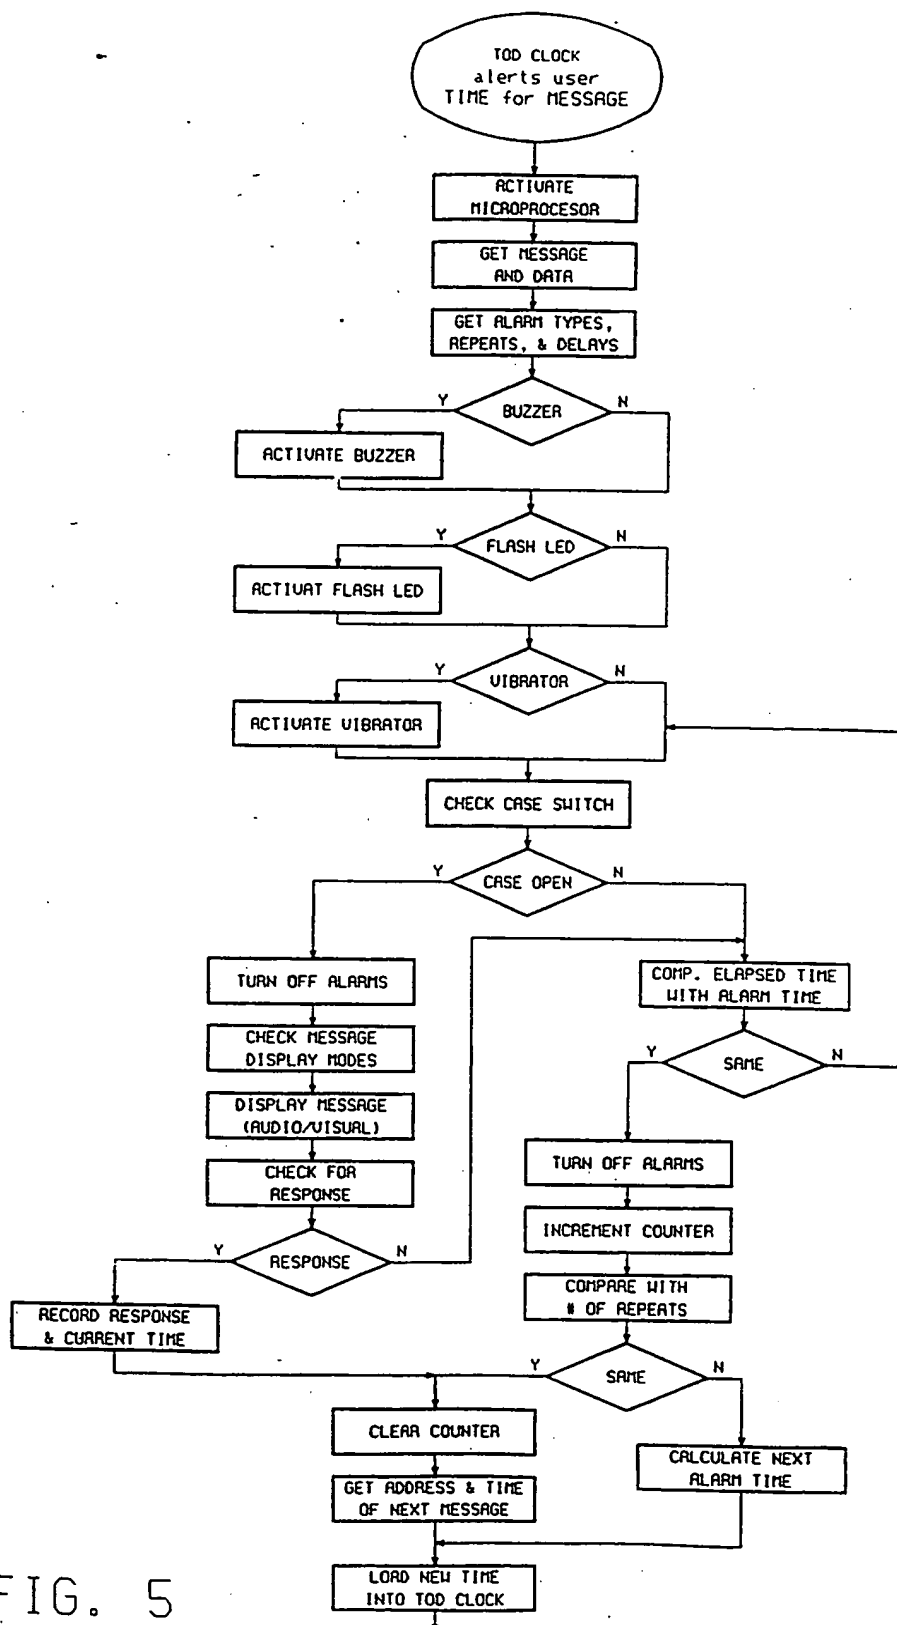 TOD CLOCK
alerts user
TIME for MESSAGE
ACTIVATE
MICROPROCESOR
GET MESSAGE
AND DATA
GET ALARM TYPES,
REPEATS, & DELAYS
Y
BUZZER
N
ACTIVATE BUZZER
Y
FLASH LED
N
ACTIVAT FLASH LED
Y
VIBRATOR
N
ACTIVATE VIBRATOR
CHECK CASE SWITCH
Y
CASE OPEN
N
TURN OFF ALARMS
COMP. ELAPSED TIME
WITH ALARM TIME
CHECK MESSAGE
DISPLAY MODES
Y
SAME
N
DISPLAY MESSAGE
(AUDIO/VISUAL)
TURN OFF ALARMS
CHECK FOR
RESPONSE
INCREMENT COUNTER
Y
RESPONSE
N
COMPARE WITH
# OF REPEATS
RECORD RESPONSE
& CURRENT TIME
Y
SAME
N
CLEAR COUNTER
CALCULATE NEXT
ALARM TIME
GET ADDRESS & TIME
OF NEXT MESSAGE
LOAD NEW TIME
INTO TOD CLOCK
FIG. 5